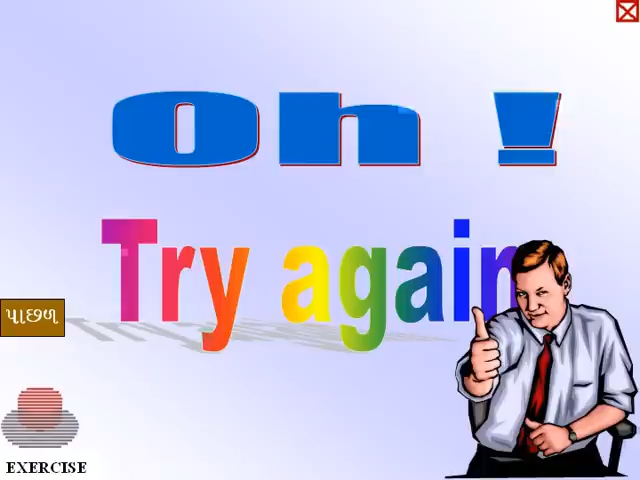 Oh !
Try again
પાછળ
EXERCISE